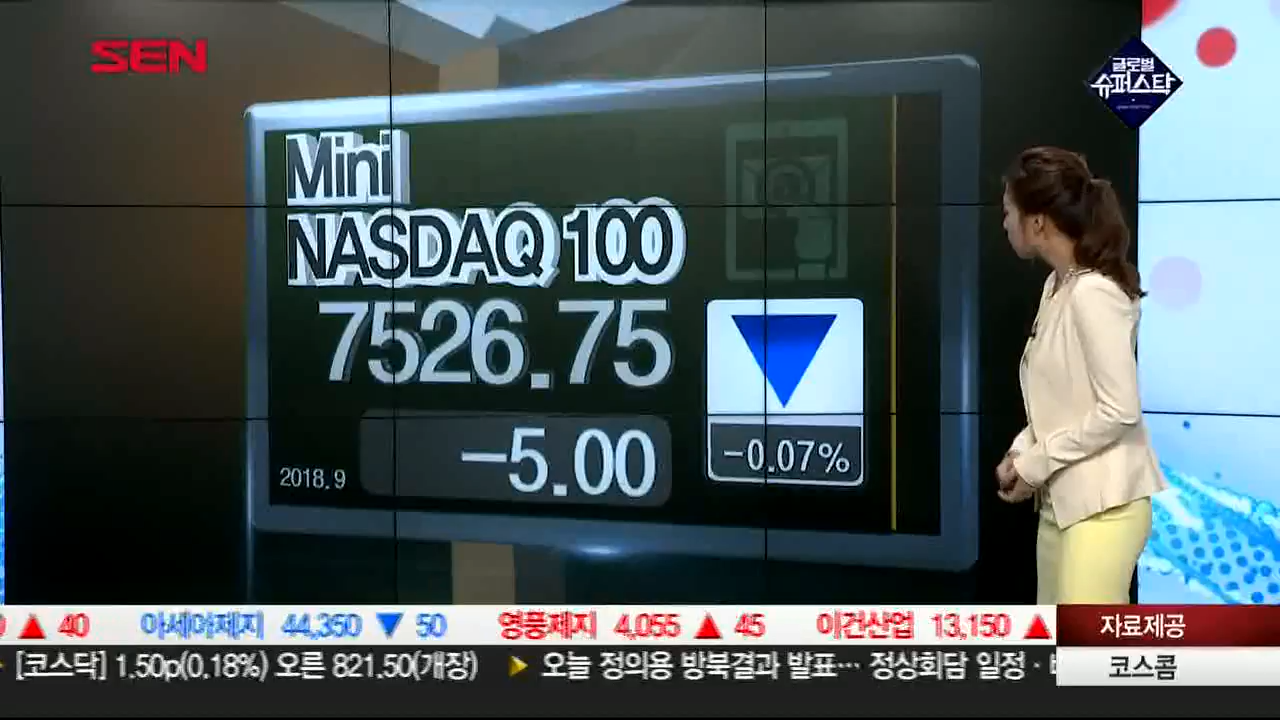 SEN
글로벌
슈퍼스탁
Mini
NASDAQ 100
7526.75
-5.00
-0.07%
2018.9
▲ 40 아세아제지 44,350 ▼ 50 영풍제지 4,055 ▲ 45 이건산업 13,150 ▲
자료제공
[코스닥] 1.50p(0.18%) 오른 821.50(개장) ▶ 오늘 정의용 방북결과 발표… 정상회담 일정·
코스콤